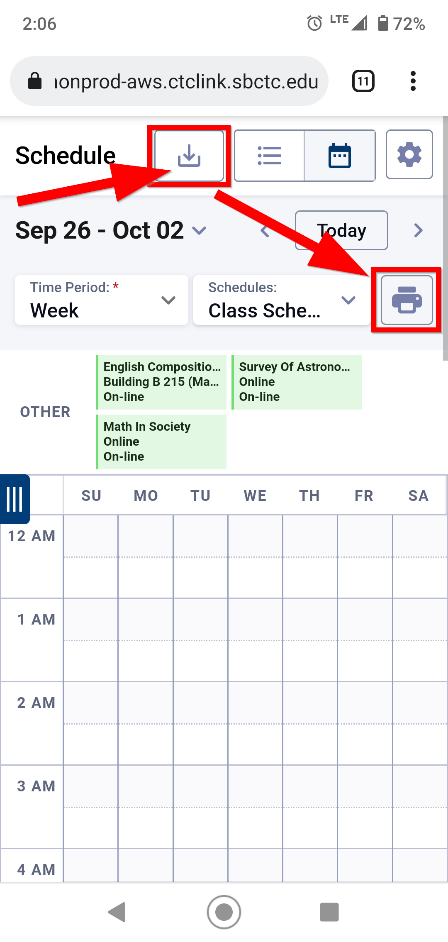 2:06 LTE 72%
nonprod-aws.ctclink.sbctc.edu 11
Schedule
Sep 26 - Oct 02 Today
Time Period: * Schedules:
Week Class Sche...
English Compositio... Survey Of Astrono...
Building B 215 (Ma... Online
On-line On-line
OTHER
Math In Society
Online
On-line
SU MO TU WE TH FR SA
12 AM
1 AM
2 AM
3 AM
4 AM